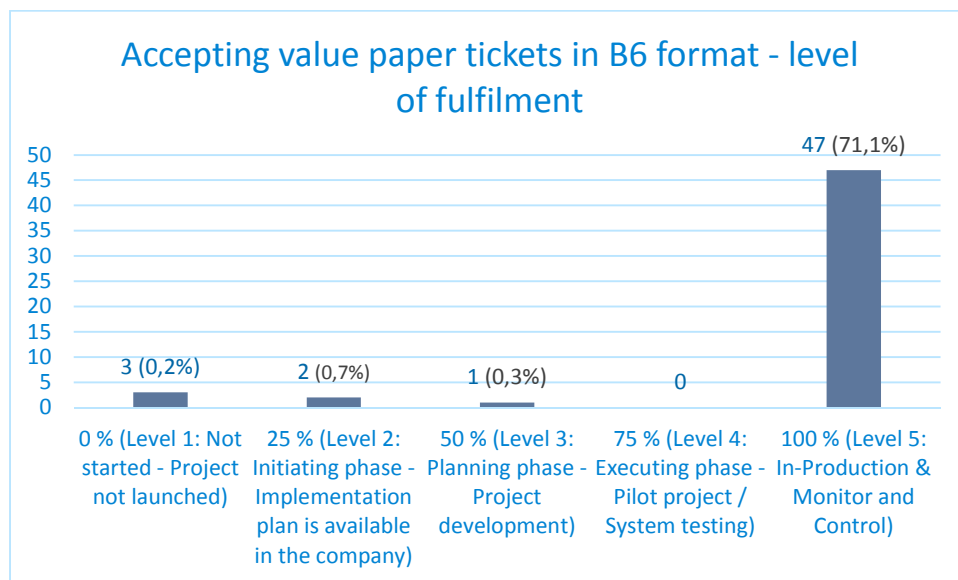 Accepting value paper tickets in B6 format - level
of fulfilment
50
45
40
35
30
25
20
15
10
5
0
3 (0,2%)
2 (0,7%)
1 (0,3%)
0
47 (71,1%)
0 % (Level 1: Not
started - Project
not launched)
25 % (Level 2:
Initiating phase -
Implementation
plan is available
in the company)
50 % (Level 3:
Planning phase -
Project
development)
75 % (Level 4:
Executing phase -
Pilot project /
System testing)
100 % (Level 5:
In-Production &
Monitor and
Control)